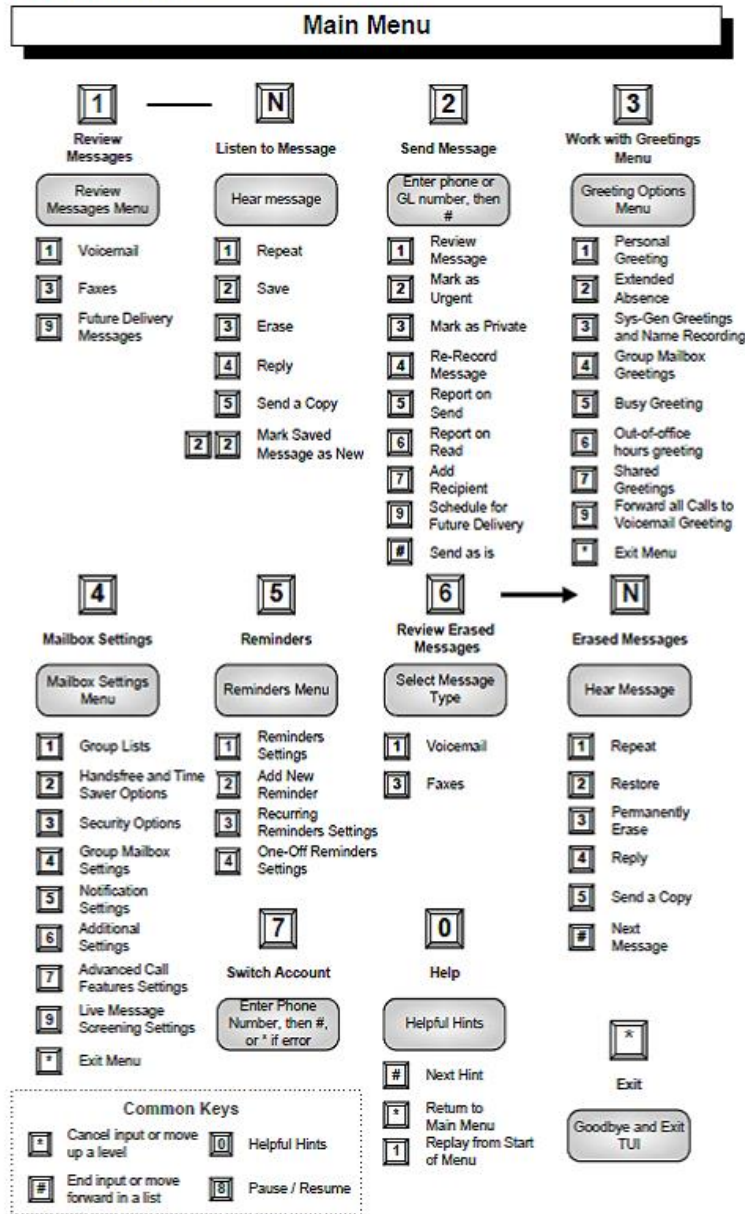 Main Menu
1
Review
Messages
Review
Messages Menu
1 Voicemail
3 Faxes
9 Future Delivery
Messages
N
Listen to Message
Hear message
1 Repeat
2 Save
3 Erase
4 Reply
5 Send a Copy
2 2 Mark Saved
Message as New
2
Send Message
Enter phone or
GL number, then
#
1 Review
Message
2 Mark as
Urgent
3 Mark as Private
4 Re-Record
Message
5 Report on
Send
6 Report on
Read
7 Add
Recipient
9 Schedule for
Future Delivery
# Send as is
3
Work with Greetings
Menu
Greeting Options
Menu
1 Personal
Greeting
2 Extended
Absence
3 Sys-Gen Greetings
and Name Recording
4 Group Mailbox
Greetings
5 Busy Greeting
6 Out-of-office
hours greeting
7 Shared
Greetings
9 Forward all Calls to
Voicemail Greeting
* Exit Menu
4
Mailbox Settings
Mailbox Settings
Menu
1 Group Lists
2 Handsfree and Time
Saver Options
3 Security Options
4 Group Mailbox
Settings
5 Notification
Settings
6 Additional
Settings
7 Advanced Call
Features Settings
9 Live Message
Screening Settings
* Exit Menu
5
Reminders
Reminders Menu
1 Reminders
Settings
2 Add New
Reminder
3 Recurring
Reminders Settings
4 One-Off Reminders
Settings
6
Review Erased
Messages
Select Message
Type
1 Voicemail
3 Faxes
N
Erased Messages
Hear Message
1 Repeat
2 Restore
3 Permanently
Erase
4 Reply
5 Send a Copy
# Next
Message
7
Switch Account
Enter Phone
Number, then #,
or * if error
0
Help
Helpful Hints
# Next Hint
* Return to
Main Menu
1 Replay from Start
of Menu
*
Exit
Goodbye and Exit
TUI
Common Keys
* Cancel input or move
up a level
0 Helpful Hints
# End input or move
forward in a list
8 Pause / Resume